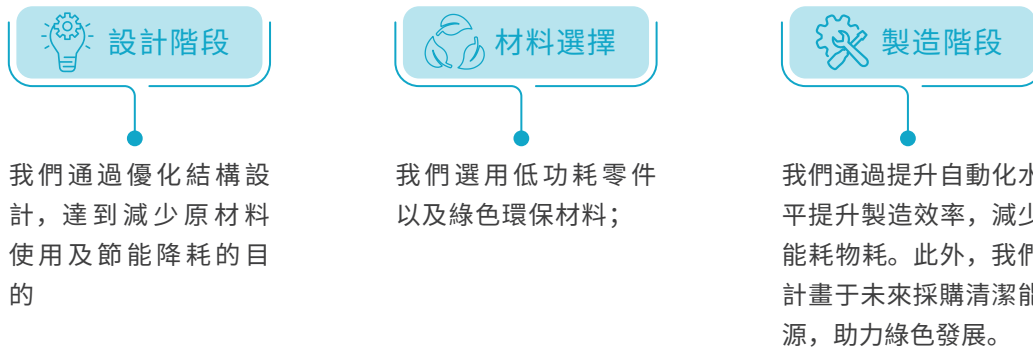 設計階段
我們通過優化結構設
計，達到減少原材料
使用及節能降耗的目
的
材料選擇
我們選用低功耗零件
以及綠色環保材料；
製造階段
我們通過提升自動化水
平提升製造效率，減少
能耗物耗。此外，我們
計畫于未來採購清潔能
源，助力綠色發展。